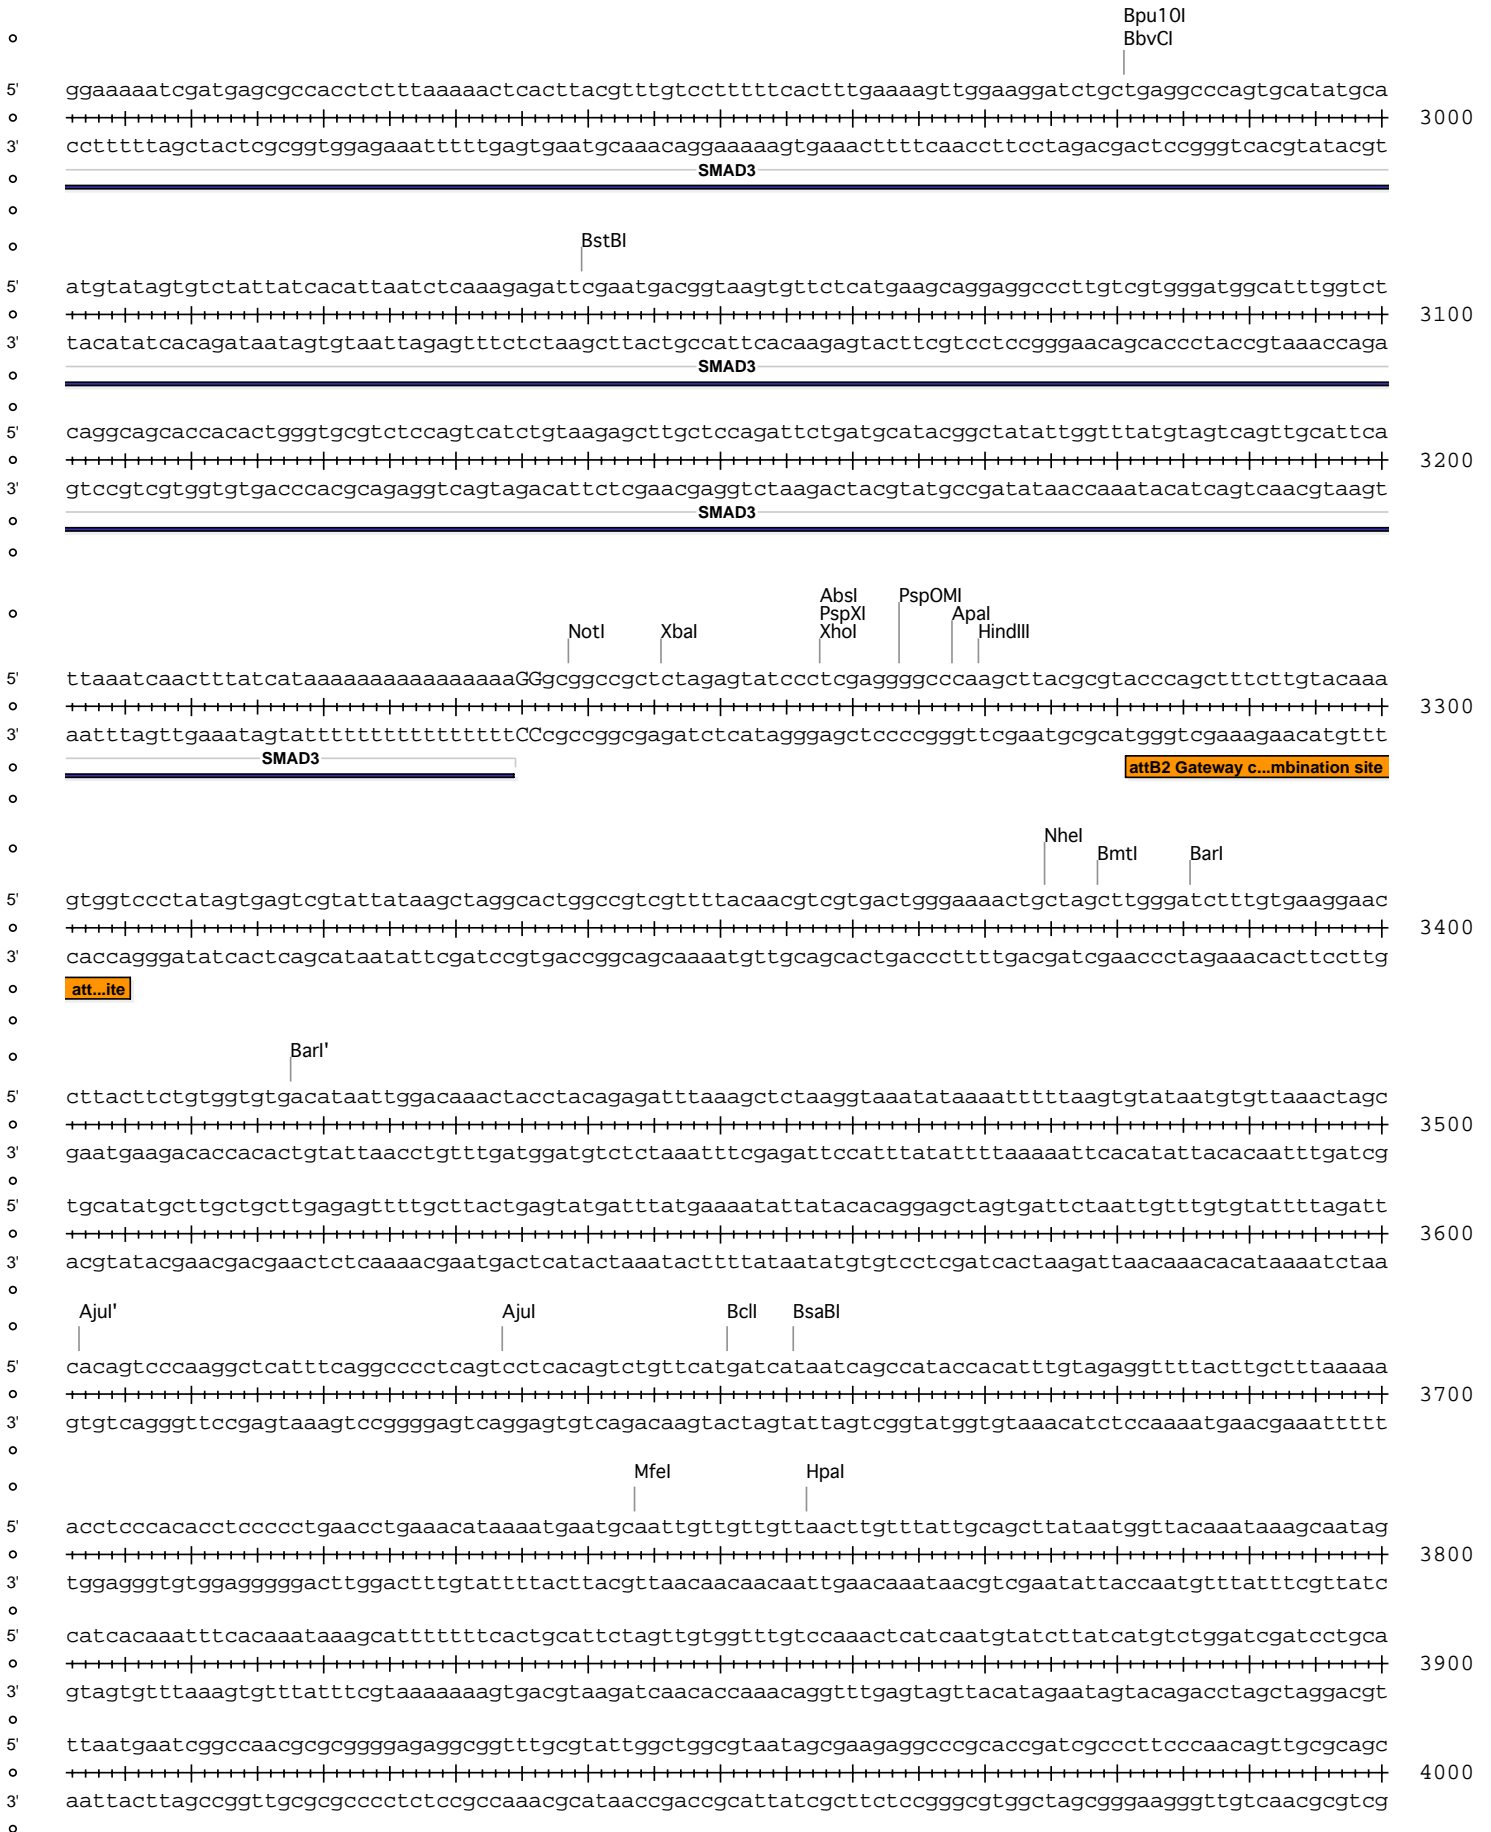 Bpu10I
BbvCI
5' ggaaaaatcgatgagcgccacctctttaaaaactcacttacgtttgtcctttttcactttgaaaagttggaaggatctgctgaggcccagtgcatatgca
3000
3' cctttttagctactcgcggtggagaaatttttgagtgaatgcaaacaggaaaaagtgaaacttttcaaccttcctagacgactccgggtcacgtatacgt
SMAD3
BstBI
5' atgtatagtgtctattatcacattaatctcaaagagattcgaatgacggtaagtgttctcatgaagcaggaggcccttgtcgtgggatggcatttggtct
3100
3' tacatatcacagataatagtgtaattagagtttctctaagcttactgccattcacaagagtacttcgtcctccgggaacagcaccctaccgtaaaccaga
SMAD3
5' caggcagcaccacactgggtgcgtctccagtcatctgtaagagcttgctccagattctgatgcatacggctatattggtttatgtagtcagttgcattca
3200
3' gtccgtcgtggtgtgacccacgcagaggtcagtagacattctcgaacgaggtctaagactacgtatgccgatataaccaaatacatcagtcaacgtaagt
SMAD3
AbsI PspOMI
PspXI ApaI
NotI XbaI XhoI HindIII
5' ttaaatcaactttatcataaaaaaaaaaaaaaaaGGgcggccgctctagagtatccctcgaggggcccaagcttacgcgtacccagctttcttgtacaaa
3300
3' aatttagttgaaatagtattttttttttttttttCCcgccggcgagatctcatagggagctccccgggttcgaatgcgcatgggtcgaaagaacatgttt
SMAD3
attB2 Gateway c...mbination site
NheI
BmtI BarI
5' gtggtccctatagtgagtcgtattataagctaggcactggccgtcgttttacaacgtcgtgactgggaaaactgctagcttgggatctttgtgaaggaac
3400
3' caccagggatatcactcagcataatattcgatccgtgaccggcagcaaaatgttgcagcactgacccttttgacgatcgaaccctagaaacacttccttg
att...ite
BarI'
5' cttacttctgtggtgtgacataattggacaaactacctacagagatttaaagctctaaggtaaatataaaatttttaagtgtataatgtgttaaactagc
3500
3' gaatgaagacaccacactgtattaacctgtttgatggatgtctctaaatttcgagattccatttatattttaaaaattcacatattacacaatttgatcg
5' tgcatatgcttgctgcttgagagttttgcttactgagtatgatttatgaaaatattatacacaggagctagtgattctaattgtttgtgtattttagatt
3600
3' acgtatacgaacgacgaactctcaaaacgaatgactcatactaaatacttttataatatgtgtcctcgatcactaagattaacaaacacataaaatctaa
AjuI' AjuI BclI BsaBI
5' cacagtcccaaggctcatttcaggcccctcagtcctcacagtctgttcatgatcataatcagccataccacatttgtagaggttttacttgctttaaaaa
3700
3' gtgtcagggttccgagtaaagtccggggagtcaggagtgtcagacaagtactagtattagtcggtatggtgtaaacatctccaaaatgaacgaaattttt
MfeI HpaI
5' acctcccacacctccccctgaacctgaaacataaaatgaatgcaattgttgttgttaacttgtttattgcagcttataatggttacaaataaagcaatag
3800
3' tggagggtgtggagggggacttggactttgtattttacttacgttaacaacaacaattgaacaaataacgtcgaatattaccaatgtttatttcgttatc
5' catcacaaatttcacaaataaagcatttttttcactgcattctagttgtggtttgtccaaactcatcaatgtatcttatcatgtctggatcgatcctgca
3900
3' gtagtgtttaaagtgtttatttcgtaaaaaaagtgacgtaagatcaacaccaaacaggtttgagtagttacatagaatagtacagacctagctaggacgt
5' ttaatgaatcggccaacgcgcggggagaggcggtttgcgtattggctggcgtaatagcgaagaggcccgcaccgatcgcccttcccaacagttgcgcagc
4000
3' aattacttagccggttgcgcgcccctctccgccaaacgcataaccgaccgcattatcgcttctccgggcgtggctagcgggaagggttgtcaacgcgtcg